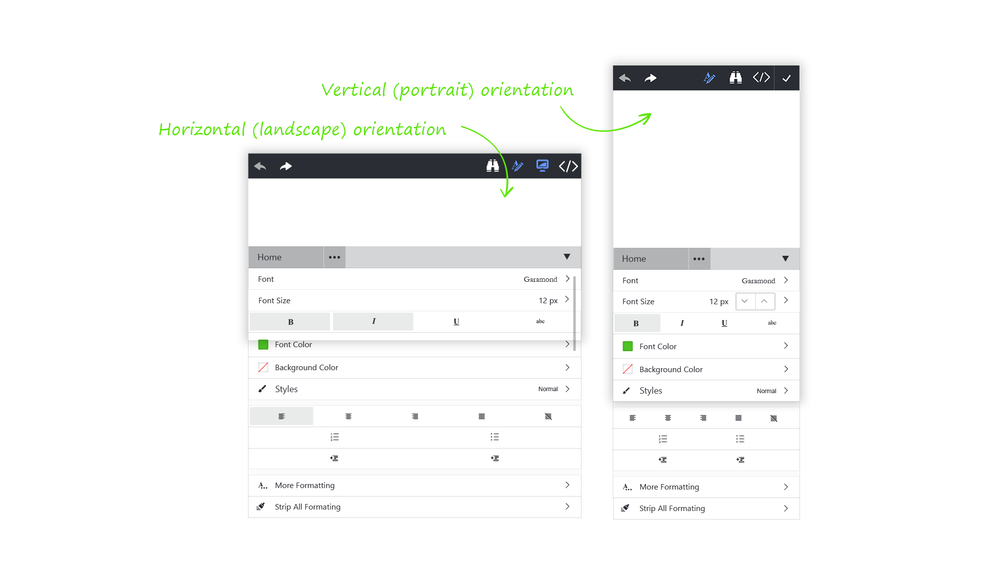 Vertical (portrait) orientation
Horizontal (landscape) orientation
Home •••
Font Garamond
Font Size 12 px
B I U abc
Font Color
Background Color
Styles Normal
More Formatting
Strip All Formating
Home •••
Font Garamond
Font Size 12 px
B I U abc
Font Color
Background Color
Styles Normal
More Formatting
Strip All Formating